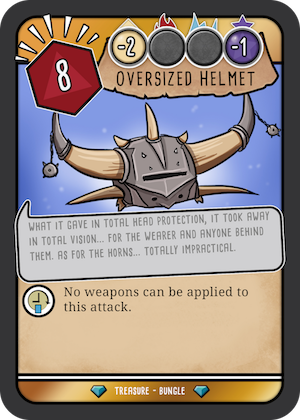 8
-2
-1
OVERSIZED HELMET
WHAT IT GAVE IN TOTAL HEAD PROTECTION, IT TOOK AWAY
IN TOTAL VISION... FOR THE WEARER AND ANYONE BEHIND
THEM. AS FOR THE HORNS... TOTALLY IMPRACTICAL.
No weapons can be applied to
this attack.
TREASURE - BUNGLE